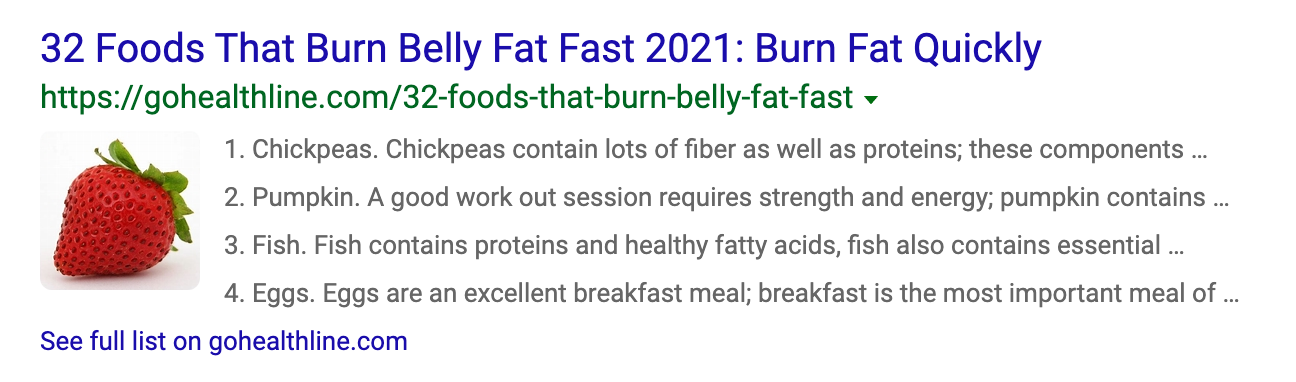 32 Foods That Burn Belly Fat Fast 2021: Burn Fat Quickly
https://gohealthline.com/32-foods-that-burn-belly-fat-fast
1. Chickpeas. Chickpeas contain lots of fiber as well as proteins; these components ...
2. Pumpkin. A good work out session requires strength and energy; pumpkin contains ...
3. Fish. Fish contains proteins and healthy fatty acids, fish also contains essential ...
4. Eggs. Eggs are an excellent breakfast meal; breakfast is the most important meal of ...
See full list on gohealthline.com